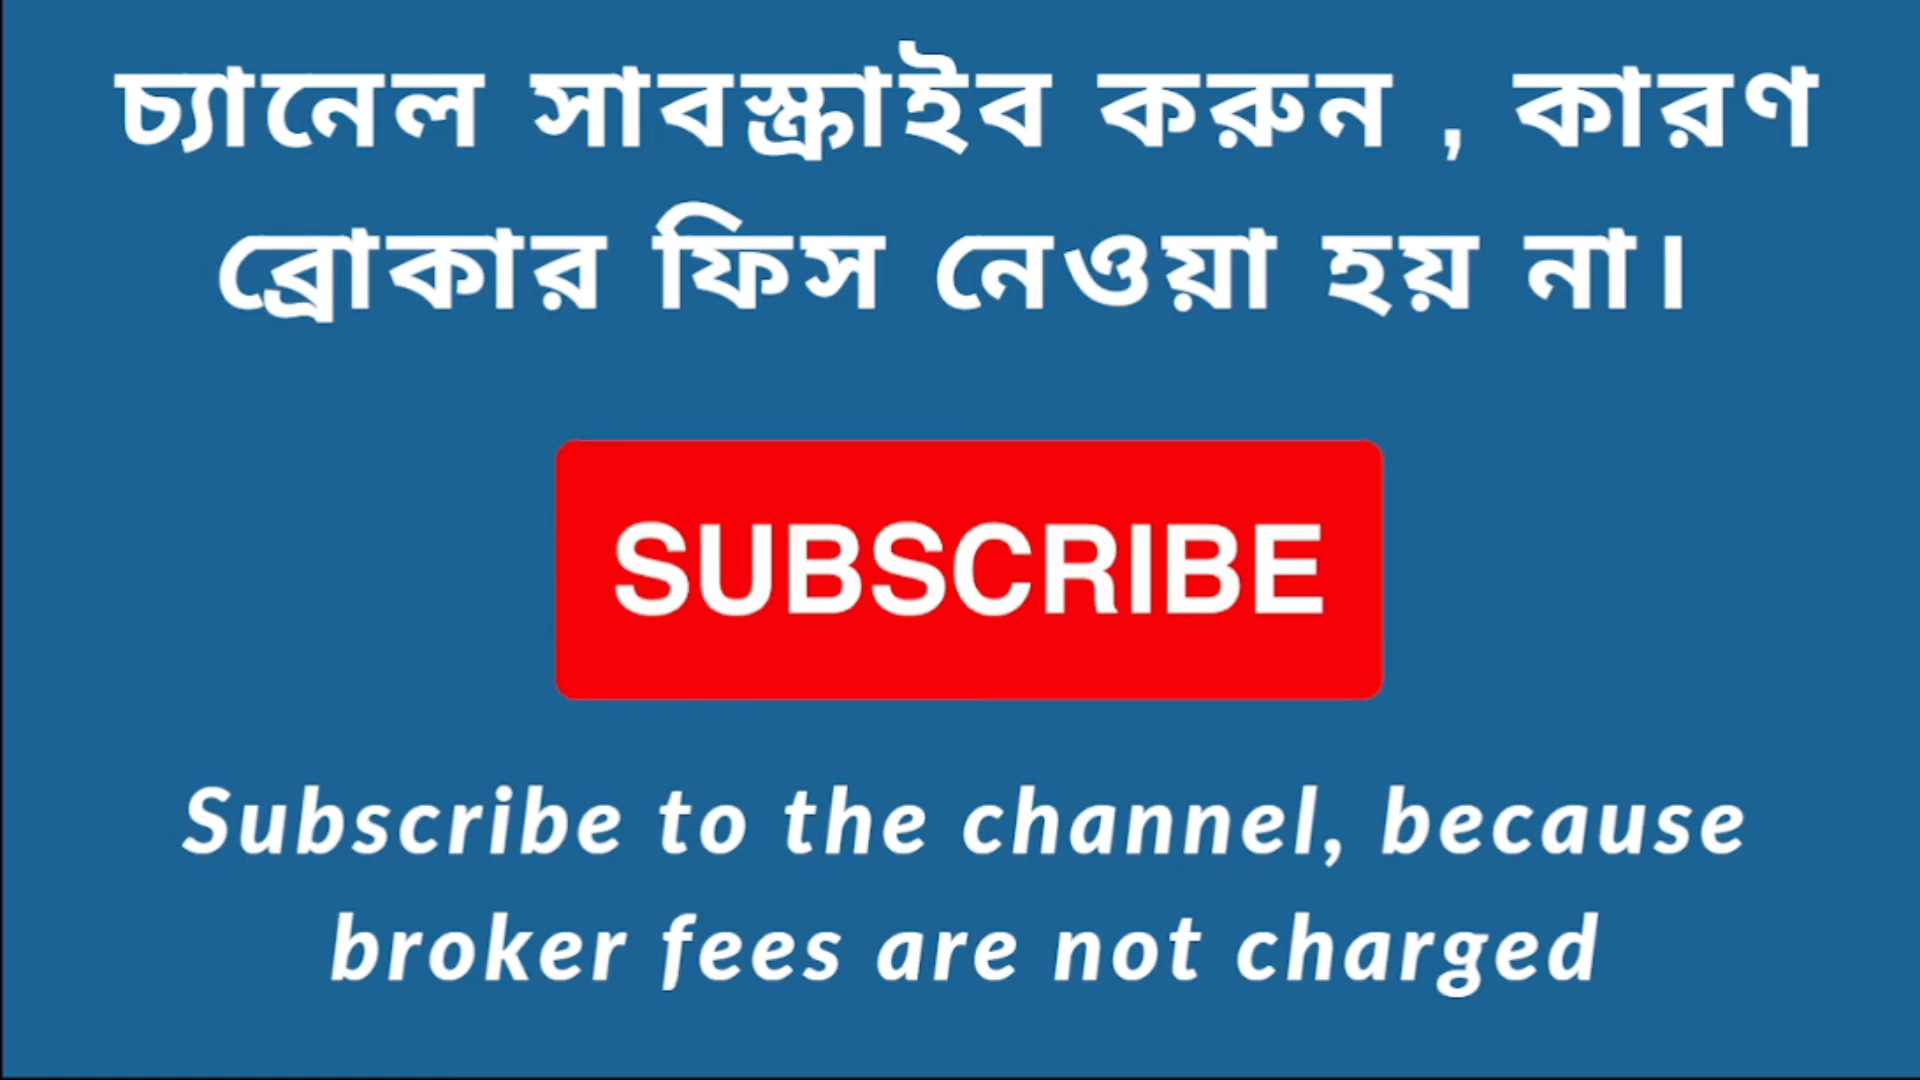 চ্যানেল সাবস্ক্রাইব করুন , কারণ
ব্রোকার ফিস নেওয়া হয় না।
SUBSCRIBE
Subscribe to the channel, because
broker fees are not charged